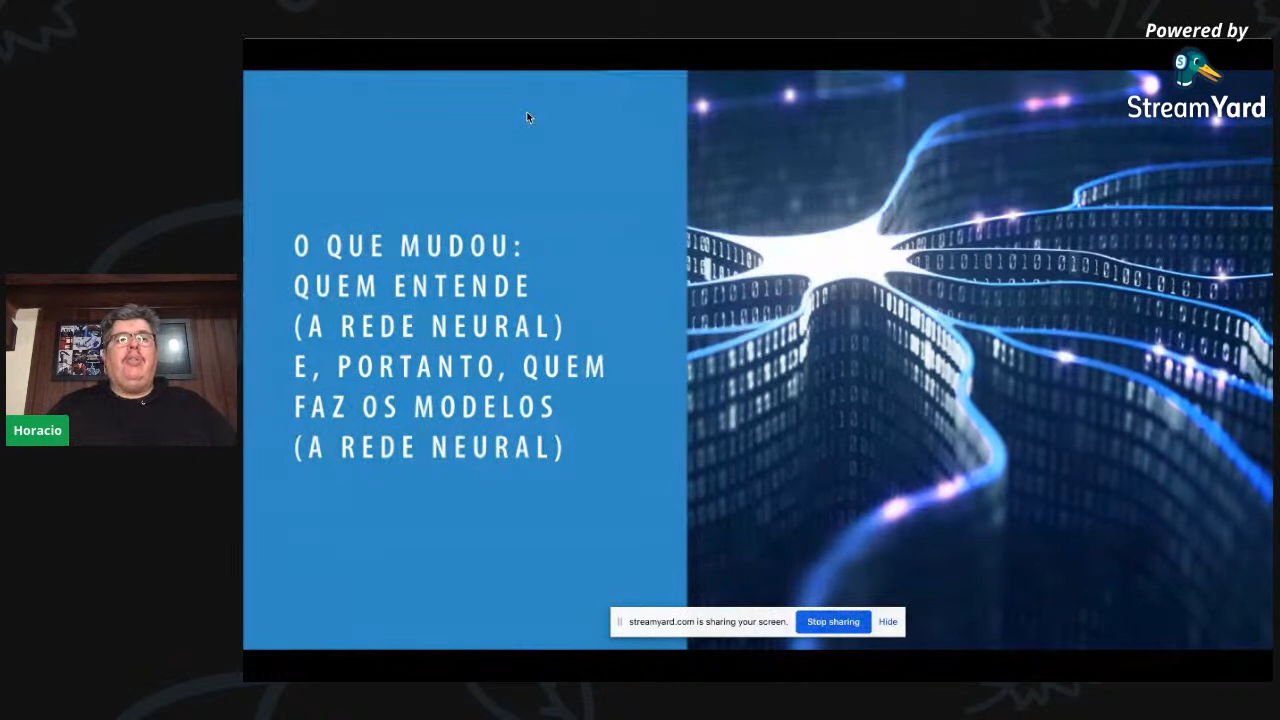 Powered by
StreamYard
O QUE MUDOU:
QUEM ENTENDE
(A REDE NEURAL)
E, PORTANTO, QUEM
FAZ OS MODELOS
(A REDE NEURAL)
Horacio
streamyard.com is sharing your screen. Stop sharing Hide